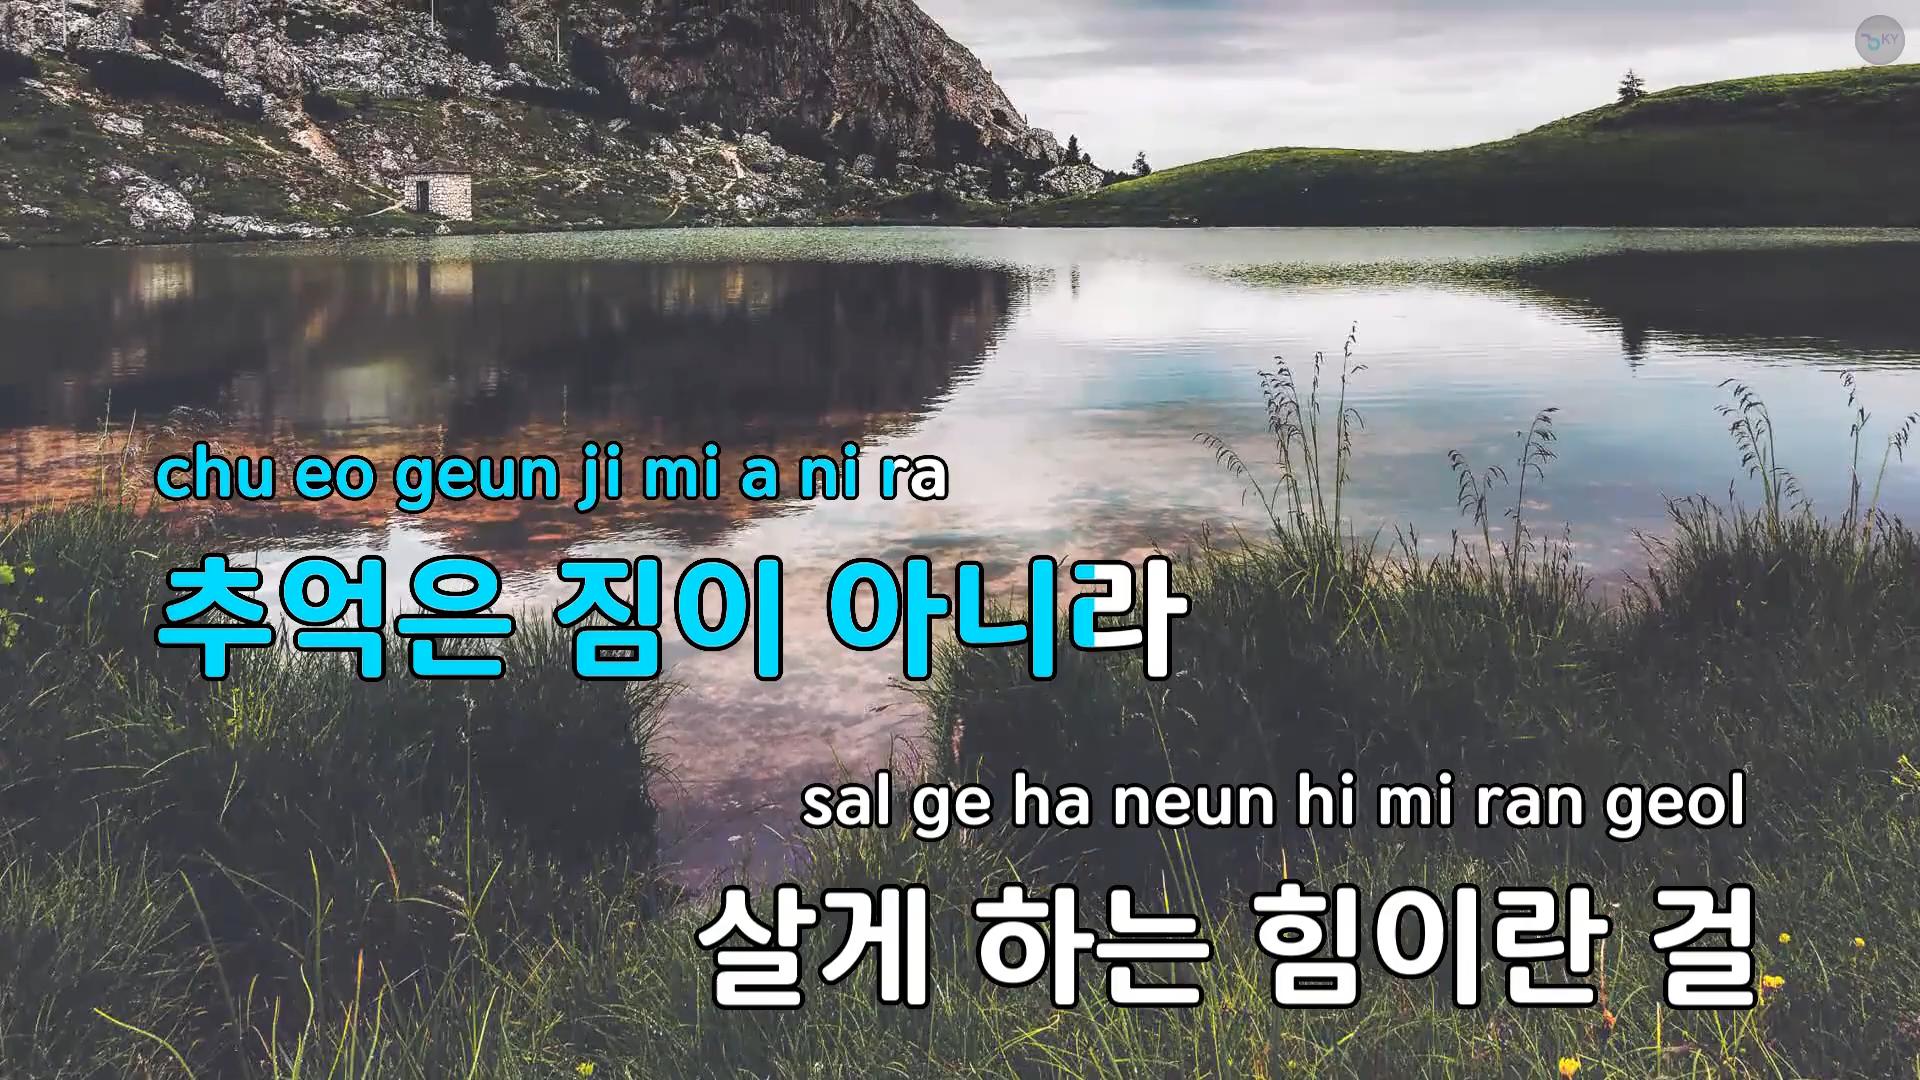 KY
chu eo geun ji mi a ni ra
추억은 짐이 아니라
sal ge ha neun hi mi ran geol
살게 하는 힘이란 걸